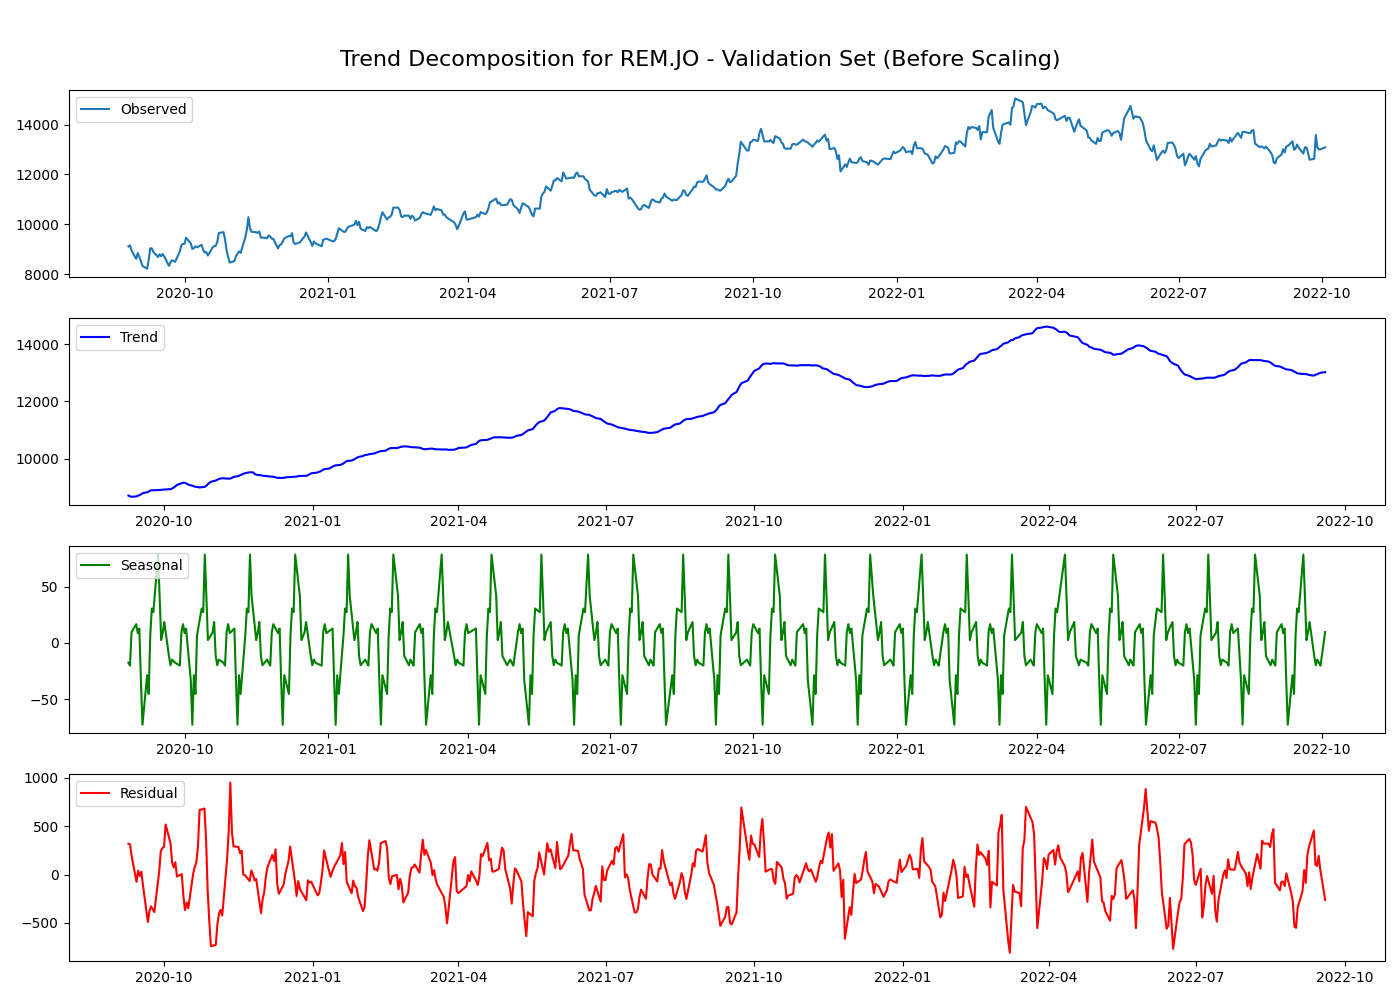 Trend Decomposition for REM.JO - Validation Set (Before Scaling)
Observed
14000
12000
10000
8000
2020-10 2021-01 2021-04 2021-07 2021-10 2022-01 2022-04 2022-07 2022-10
Trend
14000
12000
10000
2020-10 2021-01 2021-04 2021-07 2021-10 2022-01 2022-04 2022-07 2022-10
Seasonal
50
0
−50
2020-10 2021-01 2021-04 2021-07 2021-10 2022-01 2022-04 2022-07 2022-10
Residual
1000
500
0
−500
2020-10 2021-01 2021-04 2021-07 2021-10 2022-01 2022-04 2022-07 2022-10